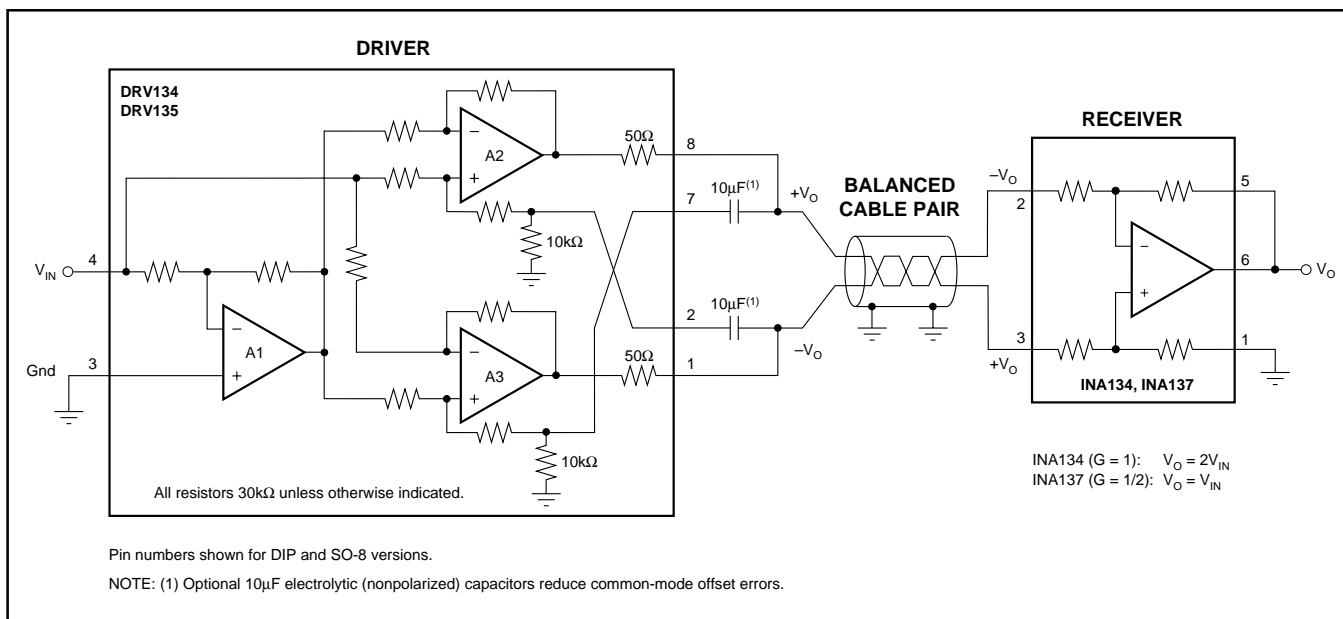 DRIVER
DRV134
DRV135
A2
50Ω
8
7
10µF(1)
+VO
BALANCED
CABLE PAIR
RECEIVER
–VO
2
5
10kΩ
VIN
4
6
VO
A1
Gnd
3
2
10µF(1)
–VO
A3
50Ω
1
3
+VO
1
INA134, INA137
10kΩ
All resistors 30kΩ unless otherwise indicated.
INA134 (G = 1): VO = 2VIN
INA137 (G = 1/2): VO = VIN
Pin numbers shown for DIP and SO-8 versions.
NOTE: (1) Optional 10µF electrolytic (nonpolarized) capacitors reduce common-mode offset errors.